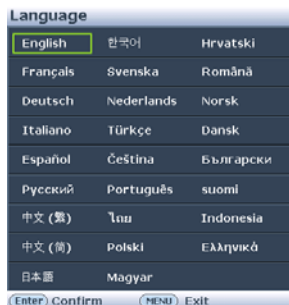 Language
English 한국어 Hrvatski
Français Svenska Română
Deutsch Nederlands Norsk
Italiano Türkçe Dansk
Español Čeština Български
Русский Português suomi
中文 (繁) ไทย Indonesia
中文 (简) Polski Ελληνικά
日本語 Magyar
Enter Confirm MENU Exit